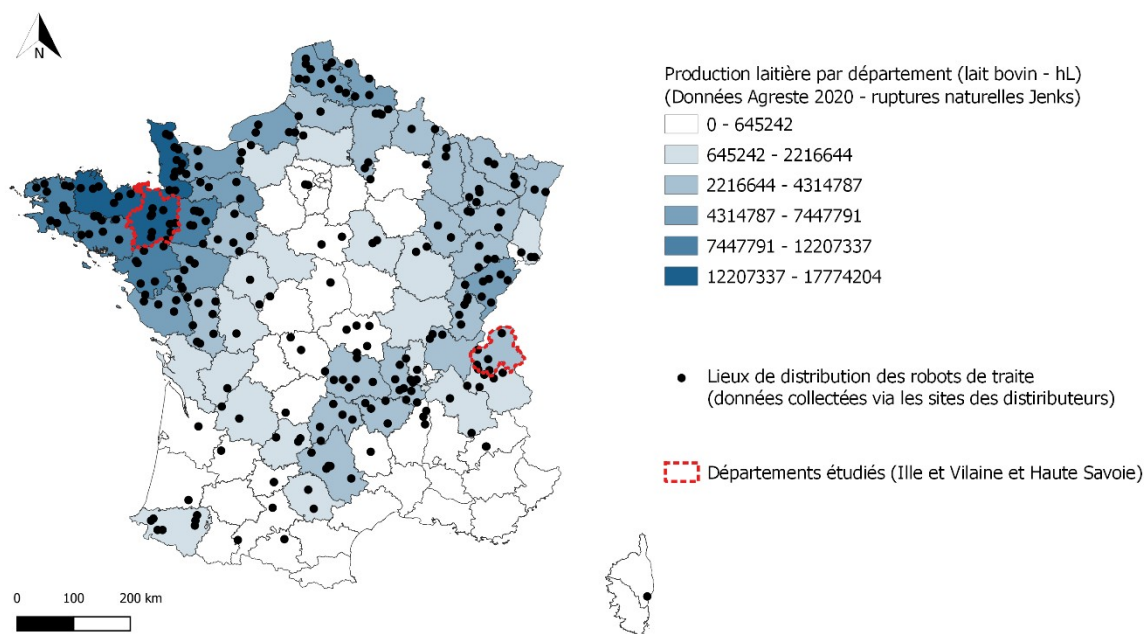 N
Production laitière par département (lait bovin - hL)
(Données Agreste 2020 - ruptures naturelles Jenks)
0 - 645242
645242 - 2216644
2216644 - 4314787
4314787 - 7447791
7447791 - 12207337
12207337 - 17774204
Lieux de distribution des robots de traite
(données collectées via les sites des distiributeurs)
Départements étudiés (Ille et Vilaine et Haute Savoie)
0 100 200 km